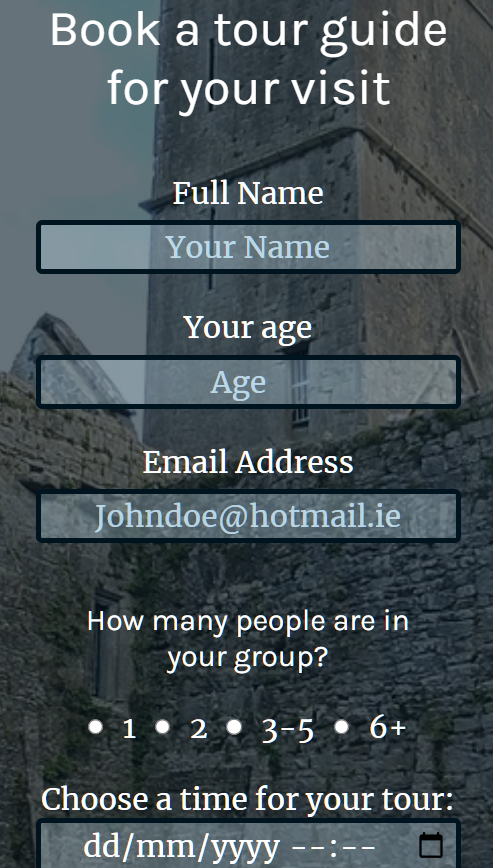 Book a tour guide
for your visit
Full Name
Your Name
Your age
Age
Email Address
Johndoe@hotmail.ie
How many people are in
your group?
1 2 3-5 6+
Choose a time for your tour:
dd/mm/yyyy --:--